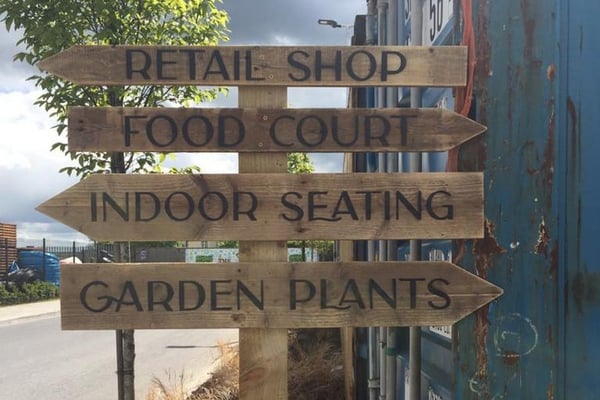 RETAIL SHOP
FOOD COURT
INDOOR SEATING
GARDEN PLANTS